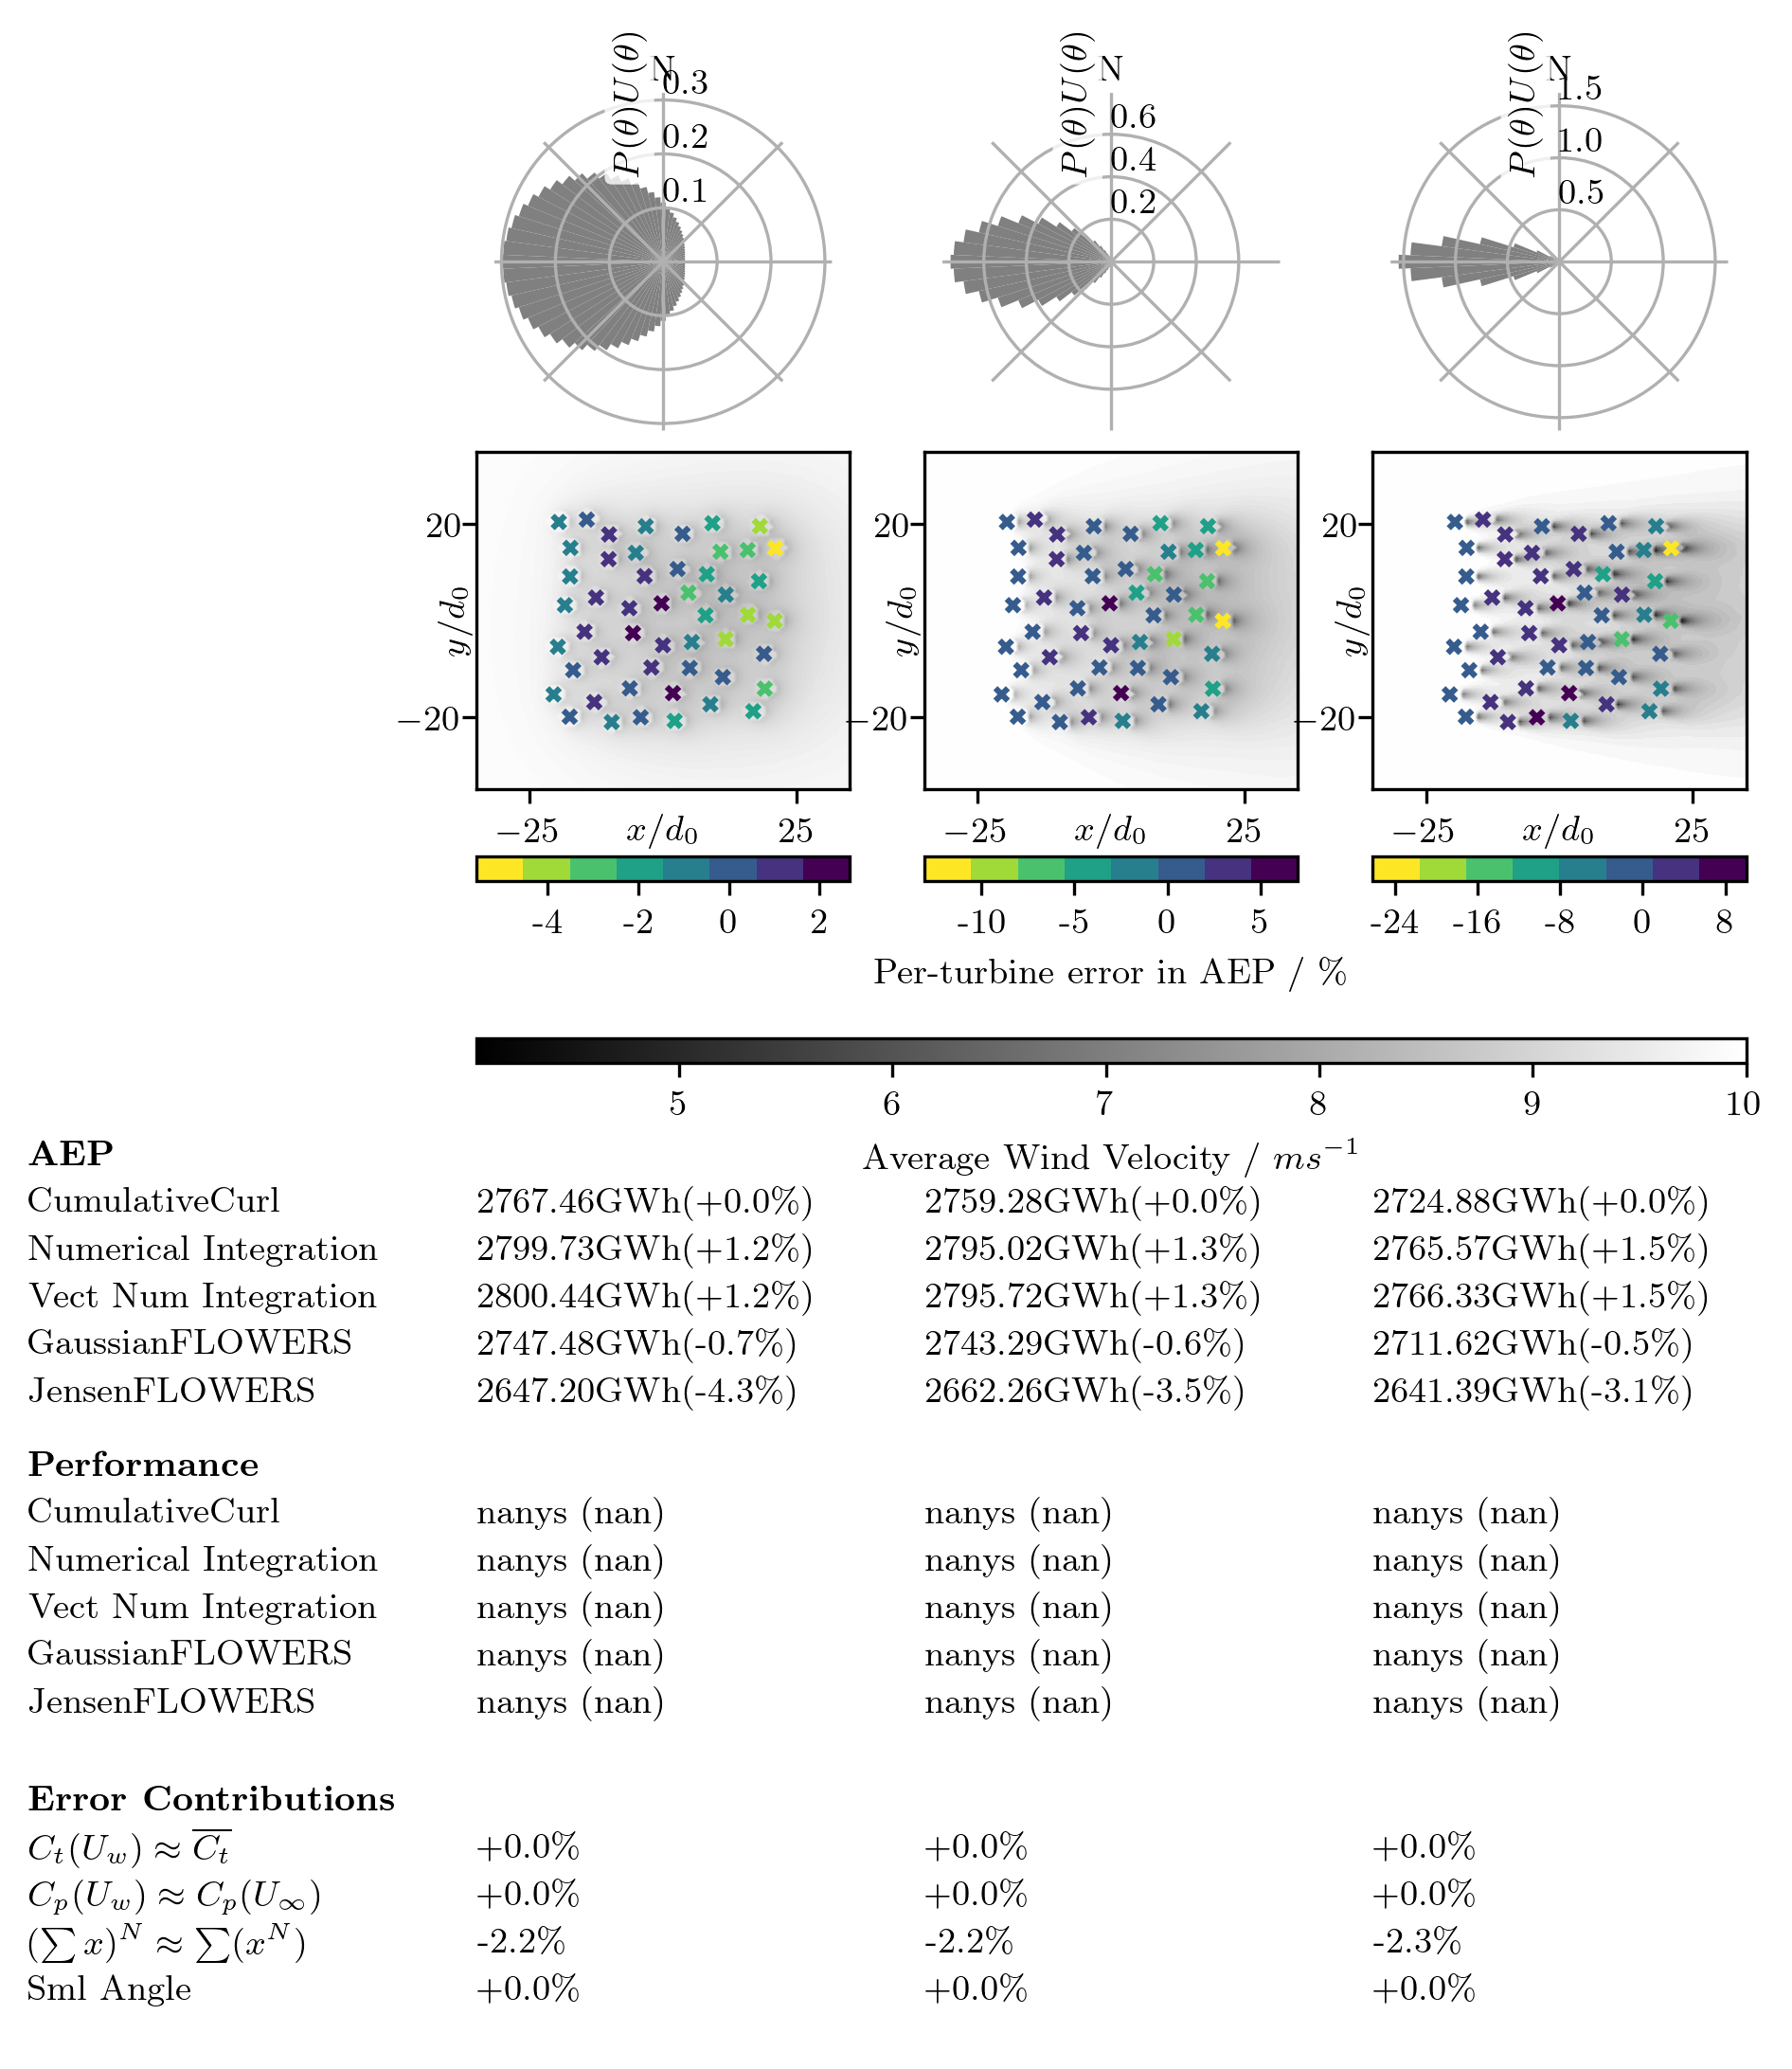 N N N
P(θ)U(θ) P(θ)U(θ) P(θ)U(θ)
0.3 0.6 1.5
0.2 0.4 1.0
0.1 0.2 0.5
20 20 20
y/d₀ y/d₀ y/d₀
−20 −20 −20
−25 x/d₀ 25 −25 x/d₀ 25 −25 x/d₀ 25
-4 -2 0 2 -10 -5 0 5 -24 -16 -8 0 8
Per-turbine error in AEP / %
5 6 7 8 9 10
Average Wind Velocity / ms⁻¹
AEP
CumulativeCurl 2767.46GWh(+0.0%) 2759.28GWh(+0.0%) 2724.88GWh(+0.0%)
Numerical Integration 2799.73GWh(+1.2%) 2795.02GWh(+1.3%) 2765.57GWh(+1.5%)
Vect Num Integration 2800.44GWh(+1.2%) 2795.72GWh(+1.3%) 2766.33GWh(+1.5%)
GaussianFLOWERS 2747.48GWh(-0.7%) 2743.29GWh(-0.6%) 2711.62GWh(-0.5%)
JensenFLOWERS 2647.20GWh(-4.3%) 2662.26GWh(-3.5%) 2641.39GWh(-3.1%)
Performance
CumulativeCurl nanys (nan) nanys (nan) nanys (nan)
Numerical Integration nanys (nan) nanys (nan) nanys (nan)
Vect Num Integration nanys (nan) nanys (nan) nanys (nan)
GaussianFLOWERS nanys (nan) nanys (nan) nanys (nan)
JensenFLOWERS nanys (nan) nanys (nan) nanys (nan)
Error Contributions
Cₜ(U_w) ≈ C̅ₜ +0.0% +0.0% +0.0%
Cₚ(U_w) ≈ Cₚ(U_∞) +0.0% +0.0% +0.0%
(∑ x)ᴺ ≈ ∑(xᴺ) -2.2% -2.2% -2.3%
Sml Angle +0.0% +0.0% +0.0%